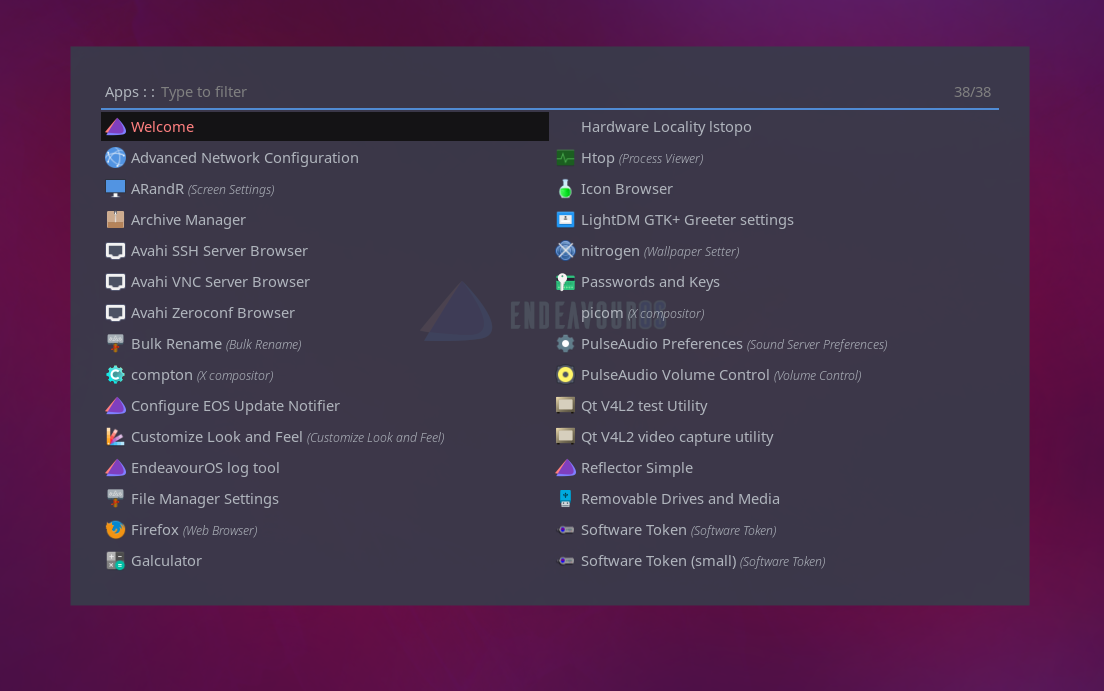 Apps : : Type to filter 38/38
Welcome
Advanced Network Configuration
ARandR (Screen Settings)
Archive Manager
Avahi SSH Server Browser
Avahi VNC Server Browser
Avahi Zeroconf Browser
Bulk Rename (Bulk Rename)
compton (X compositor)
Configure EOS Update Notifier
Customize Look and Feel (Customize Look and Feel)
EndeavourOS log tool
File Manager Settings
Firefox (Web Browser)
Galculator
Hardware Locality lstopo
Htop (Process Viewer)
Icon Browser
LightDM GTK+ Greeter settings
nitrogen (Wallpaper Setter)
Passwords and Keys
picom (X compositor)
PulseAudio Preferences (Sound Server Preferences)
PulseAudio Volume Control (Volume Control)
Qt V4L2 test Utility
Qt V4L2 video capture utility
Reflector Simple
Removable Drives and Media
Software Token (Software Token)
Software Token (small) (Software Token)
ENDEAVOUROS